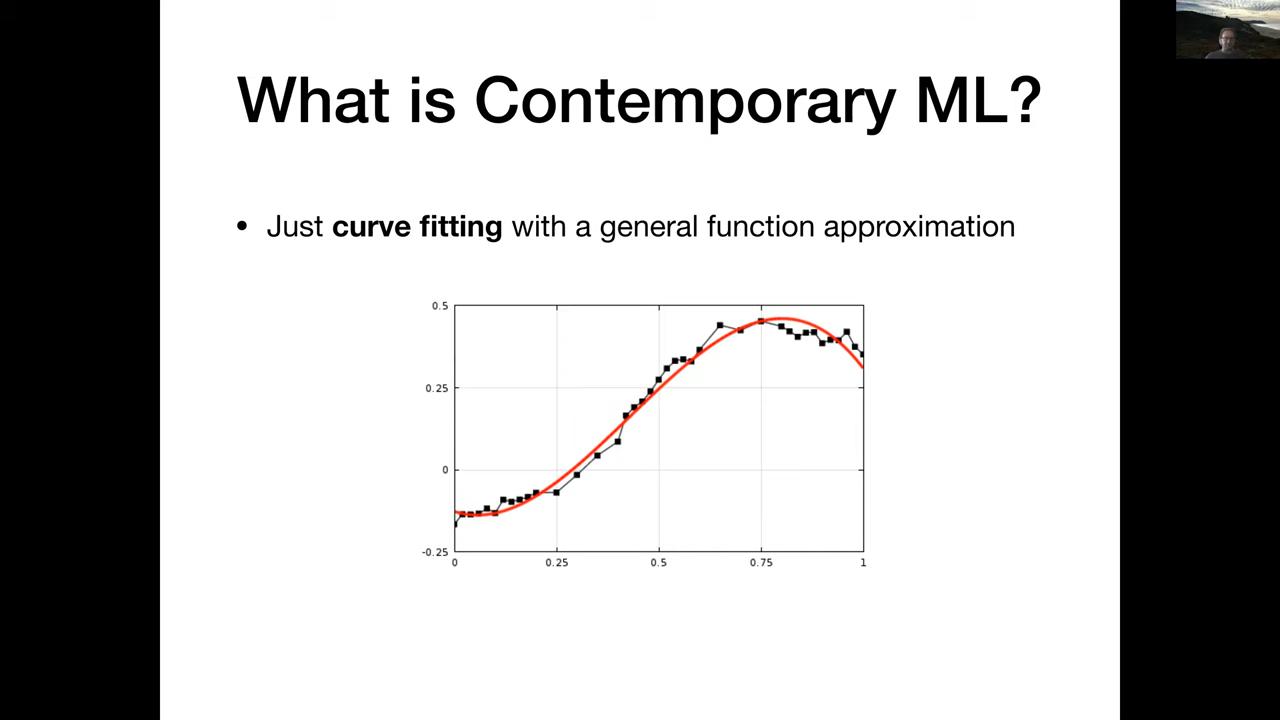 What is Contemporary ML?
• Just curve fitting with a general function approximation
0.5
0.25
0
-0.25
0 0.25 0.5 0.75 1